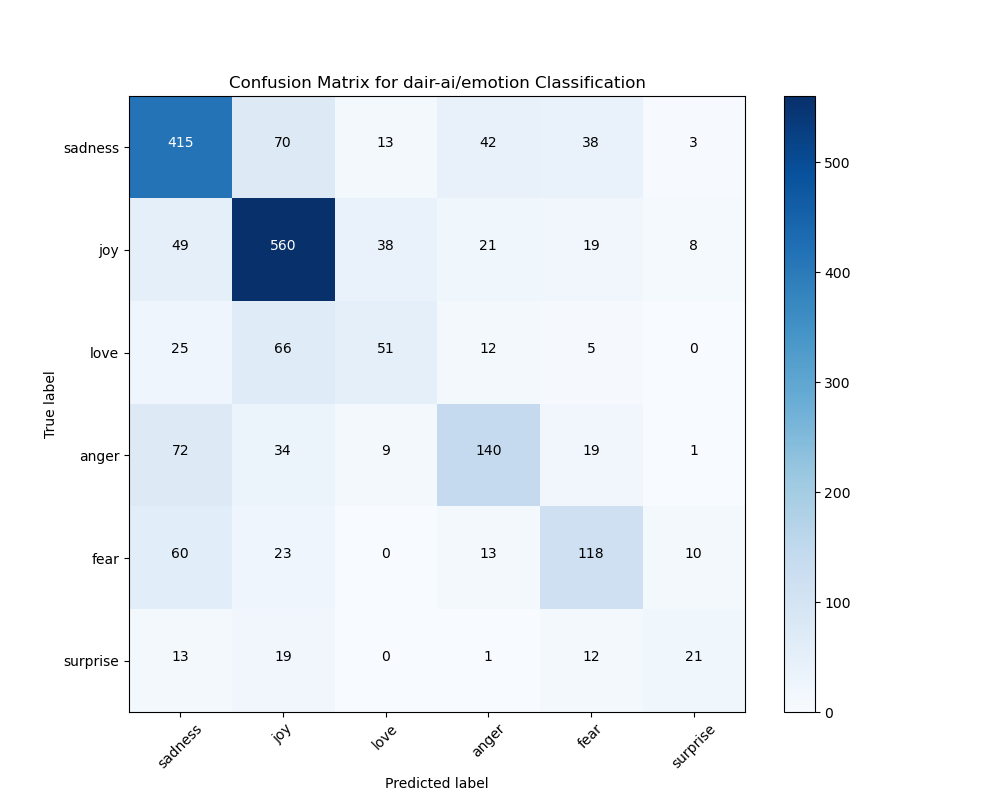 Confusion Matrix for dair-ai/emotion Classification
sadness 415 70 13 42 38 3
joy 49 560 38 21 19 8
love 25 66 51 12 5 0
anger 72 34 9 140 19 1
fear 60 23 0 13 118 10
surprise 13 19 0 1 12 21
sadness joy love anger fear surprise
Predicted label
True label
500
400
300
200
100
0